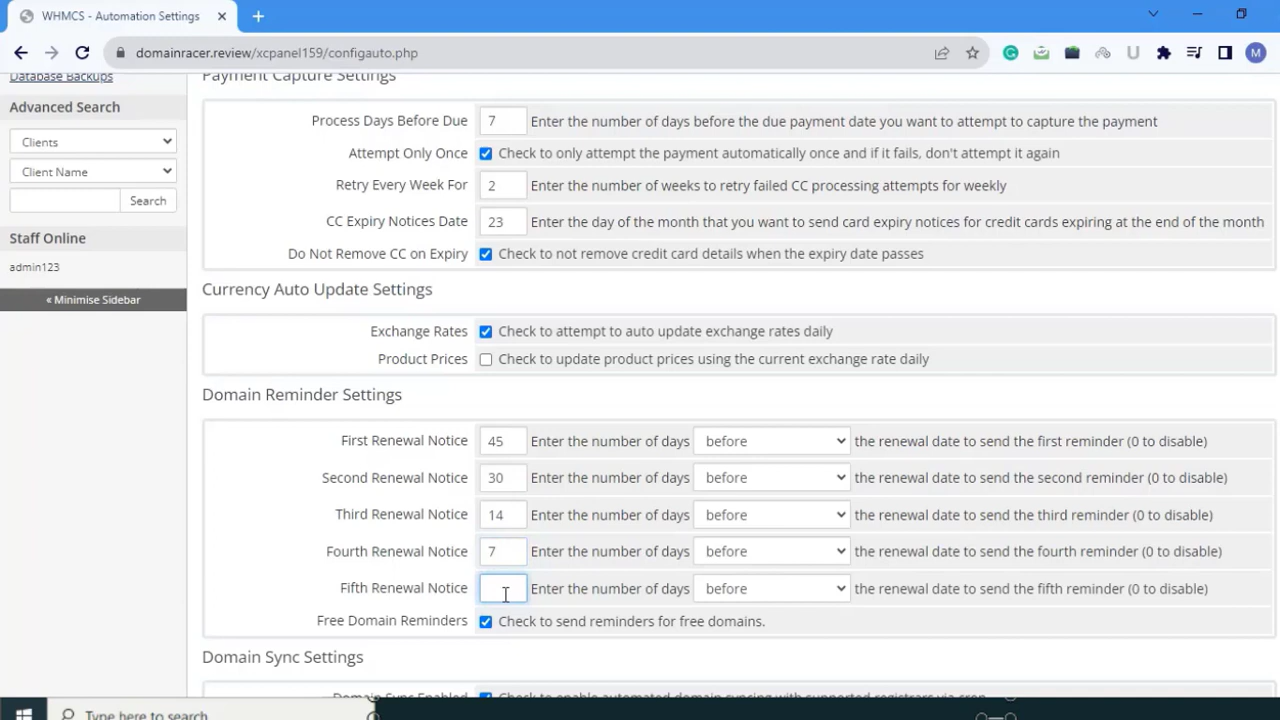 WHMCS - Automation Settings
domainracer.review/xcpanel159/configauto.php
U
M
Database Backups
Payment Capture Settings
Advanced Search
Clients
Client Name
Search
Staff Online
admin123
« Minimise Sidebar
Process Days Before Due 7 Enter the number of days before the due payment date you want to attempt to capture the payment
Attempt Only Once Check to only attempt the payment automatically once and if it fails, don't attempt it again
Retry Every Week For 2 Enter the number of weeks to retry failed CC processing attempts for weekly
CC Expiry Notices Date 23 Enter the day of the month that you want to send card expiry notices for credit cards expiring at the end of the month
Do Not Remove CC on Expiry Check to not remove credit card details when the expiry date passes
Currency Auto Update Settings
Exchange Rates Check to attempt to auto update exchange rates daily
Product Prices Check to update product prices using the current exchange rate daily
Domain Reminder Settings
First Renewal Notice 45 Enter the number of days before the renewal date to send the first reminder (0 to disable)
Second Renewal Notice 30 Enter the number of days before the renewal date to send the second reminder (0 to disable)
Third Renewal Notice 14 Enter the number of days before the renewal date to send the third reminder (0 to disable)
Fourth Renewal Notice 7 Enter the number of days before the renewal date to send the fourth reminder (0 to disable)
Fifth Renewal Notice Enter the number of days before the renewal date to send the fifth reminder (0 to disable)
Free Domain Reminders Check to send reminders for free domains.
Domain Sync Settings
Domain Sync Enabled Check to enable automated domain syncing with supported registrars via cron
Type here to search